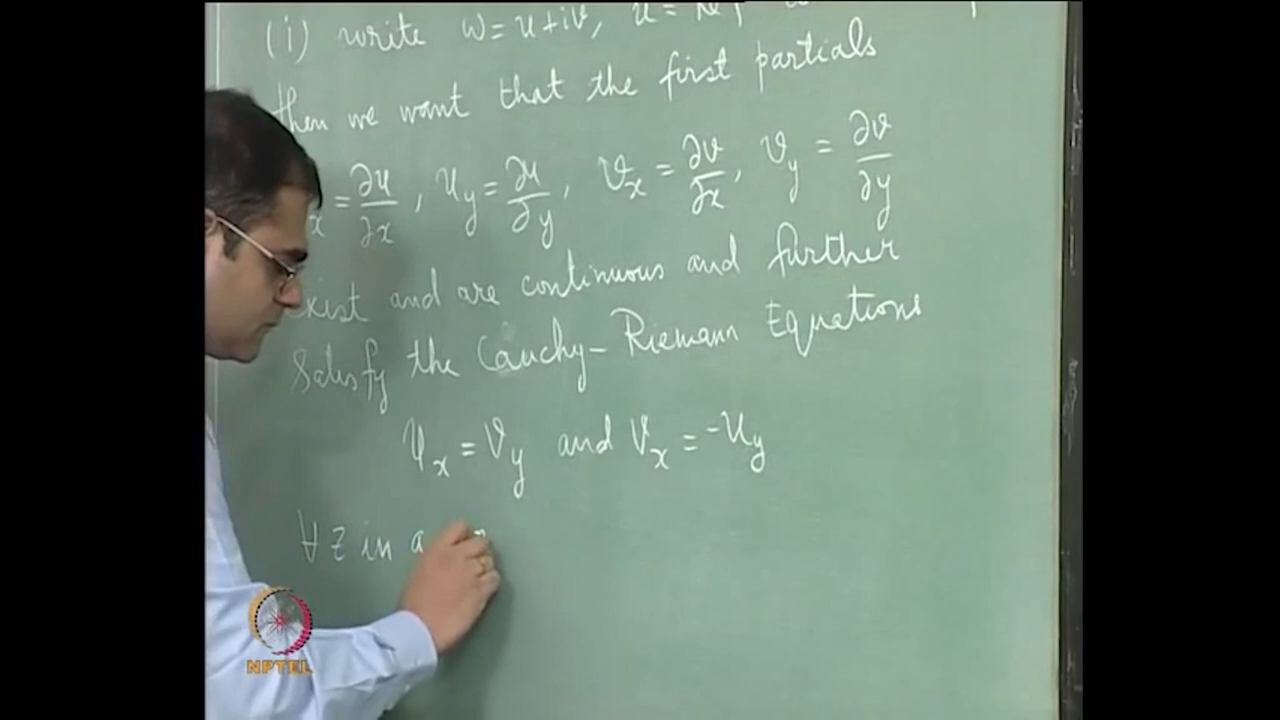 (i) write w = u+iv, u =
then we want that the first partials
x = ∂u/∂x, u_y = ∂u/∂y, v_x = ∂v/∂x, v_y = ∂v/∂y
exist and are continuous and further
satisfy the Cauchy-Riemann Equations
u_x = v_y and v_x = -u_y
∀ z in a
NPTEL